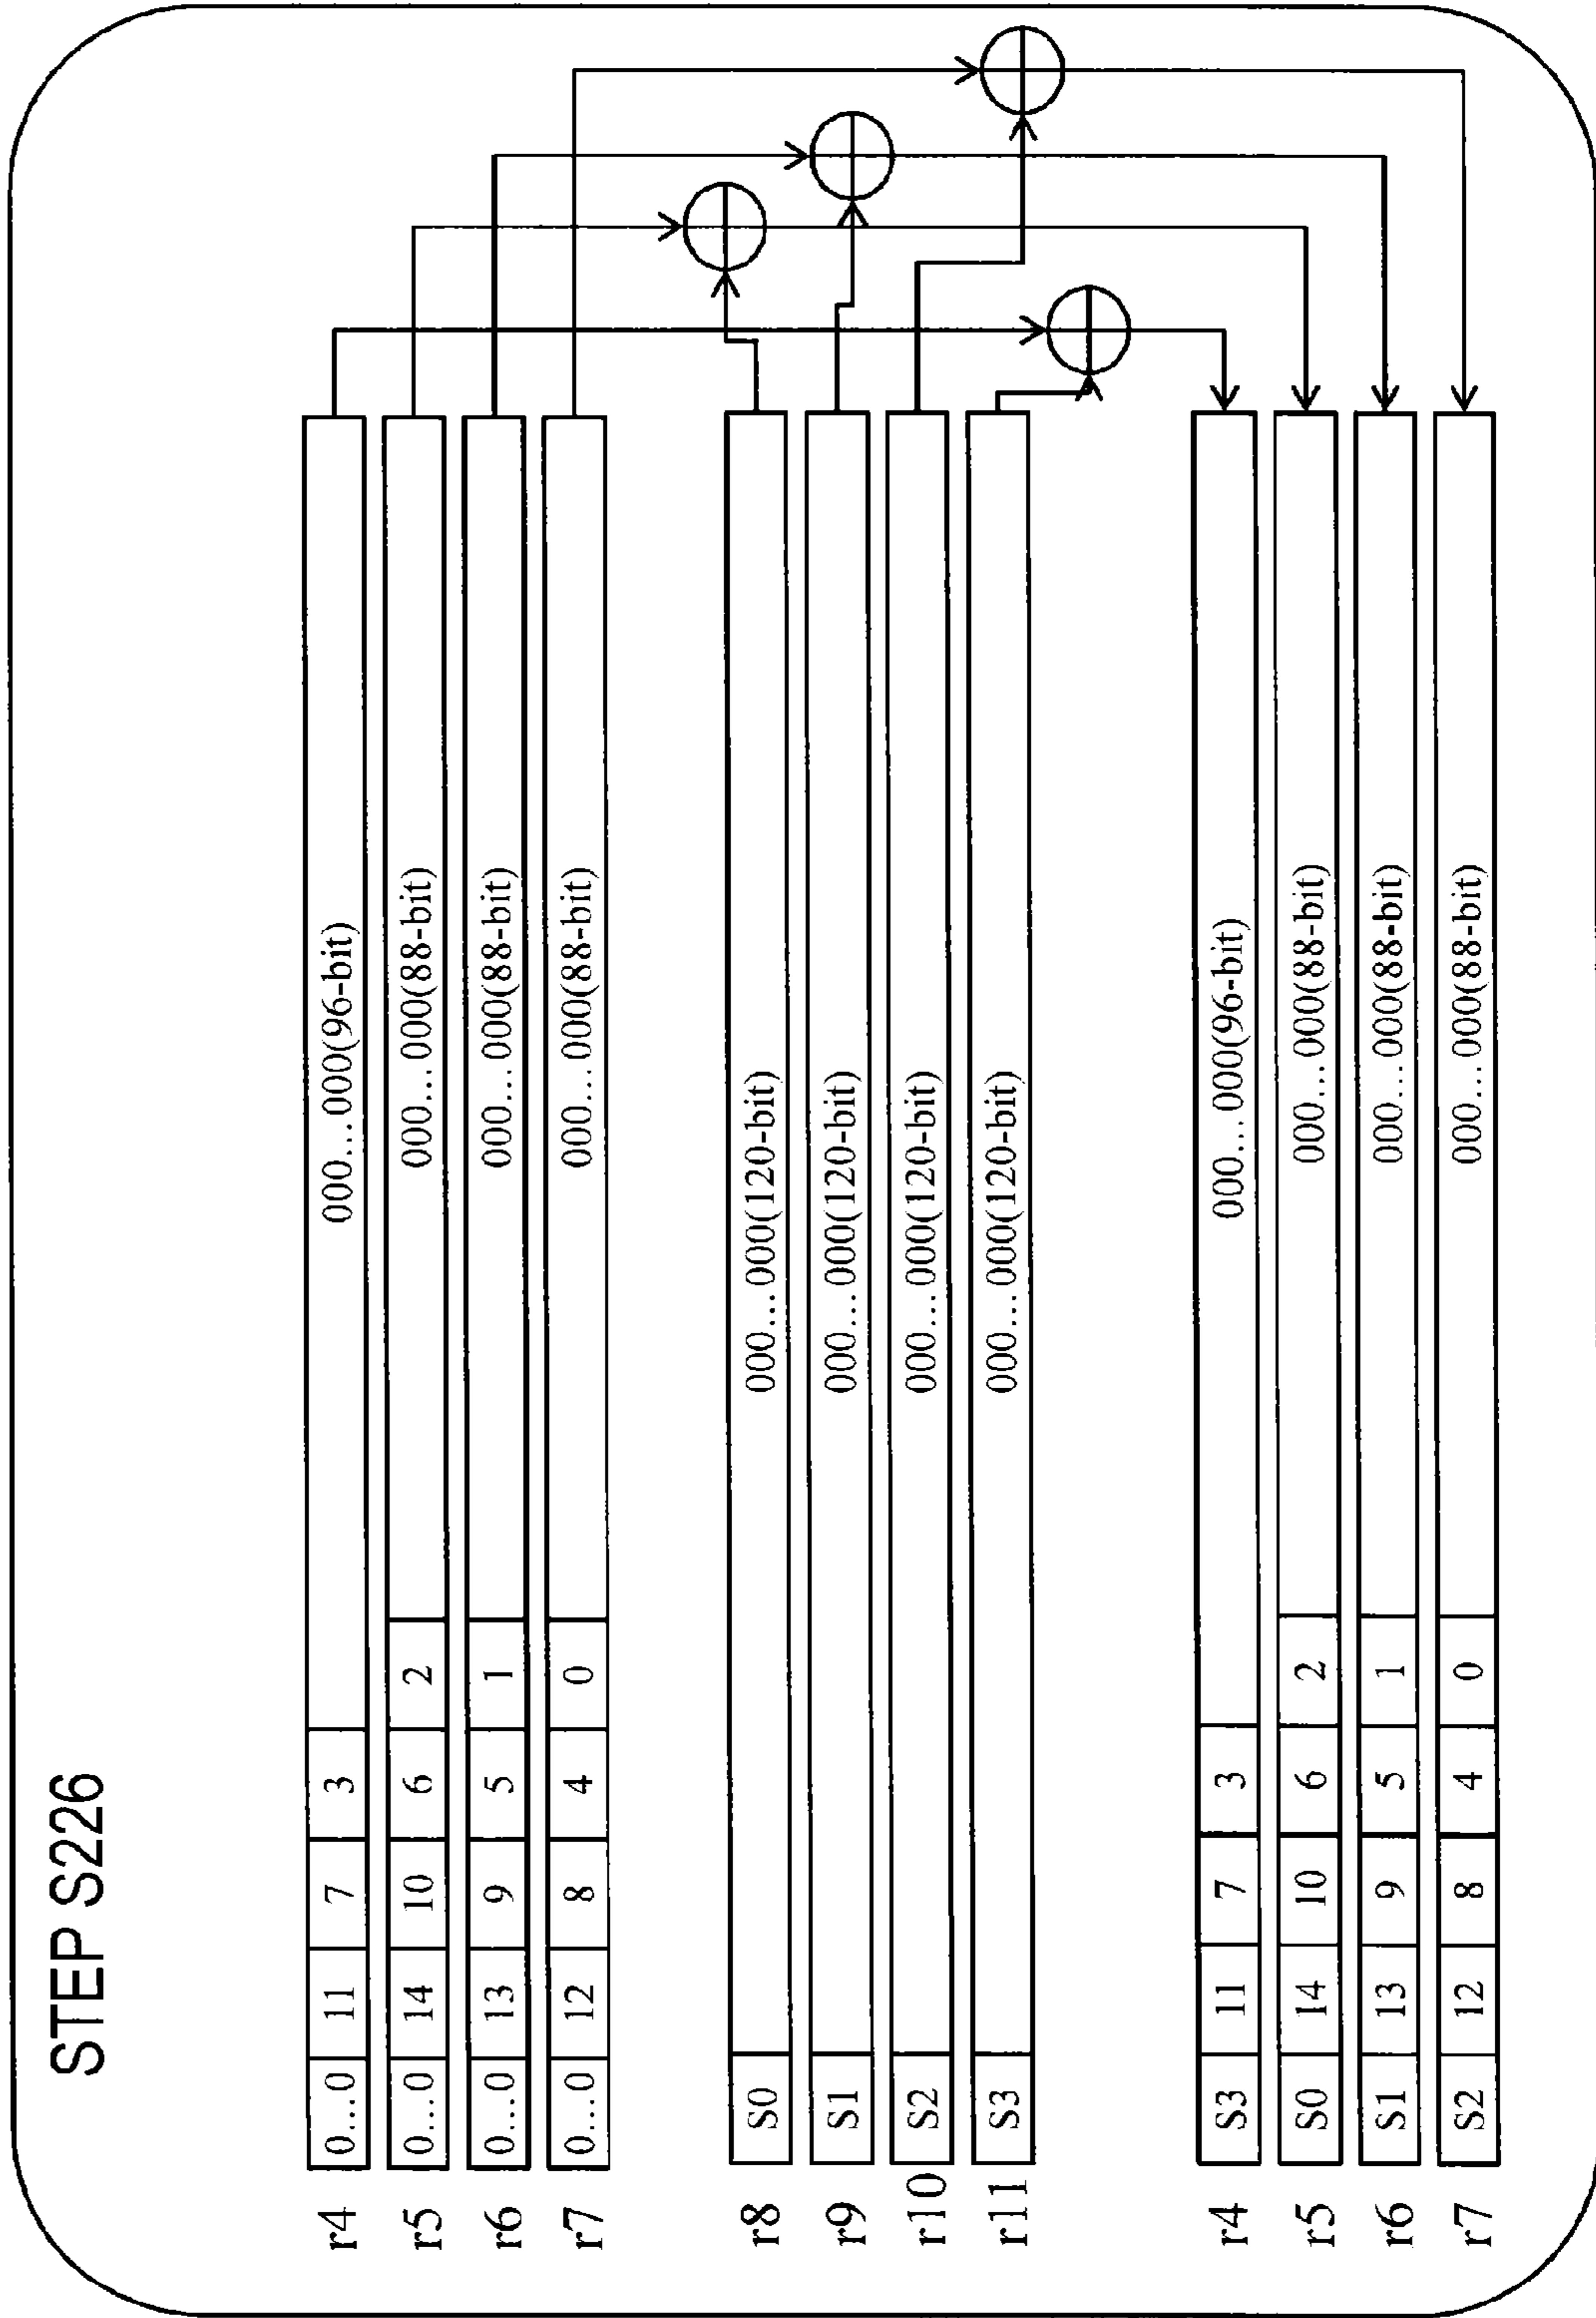 STEP S226
r4 0...0 11 7 3 000...000(96-bit)
r5 0...0 14 10 6 2 000...000(88-bit)
r6 0...0 13 9 5 1 000...000(88-bit)
r7 0...0 12 8 4 0 000...000(88-bit)
r8 S0 000...000(120-bit)
r9 S1 000...000(120-bit)
r10 S2 000...000(120-bit)
r11 S3 000...000(120-bit)
r4 S3 11 7 3 000...000(96-bit)
r5 S0 14 10 6 2 000...000(88-bit)
r6 S1 13 9 5 1 000...000(88-bit)
r7 S2 12 8 4 0 000...000(88-bit)